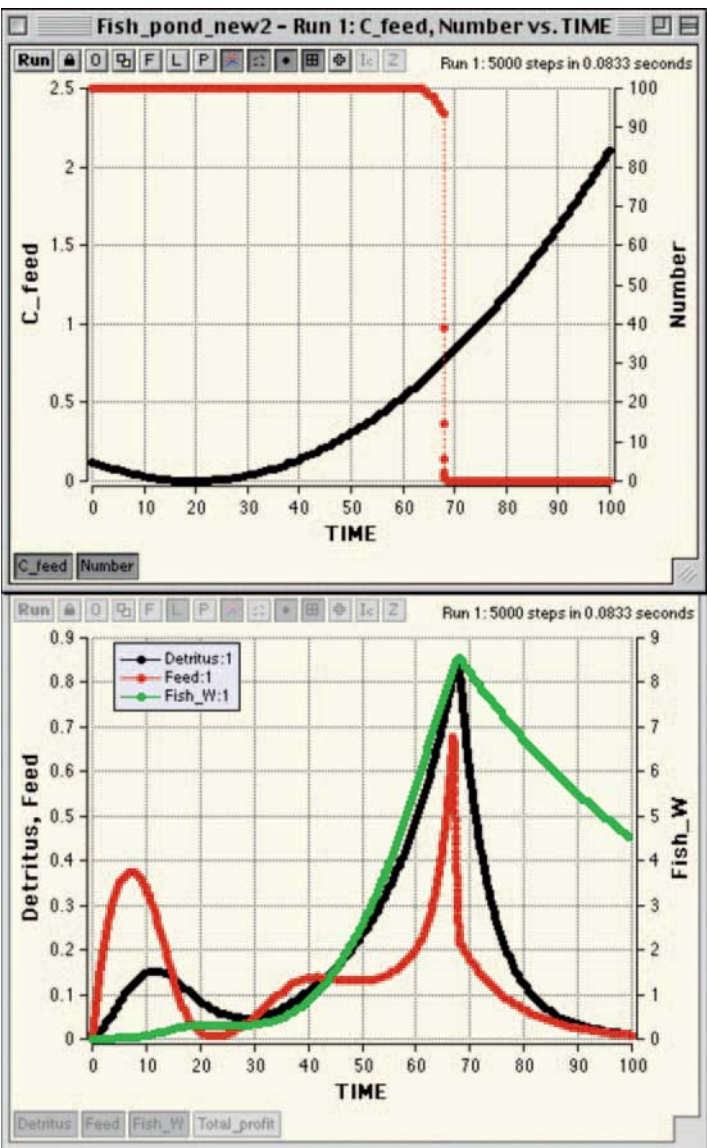 Fish_pond_new2 - Run 1: C_feed, Number vs. TIME
Run O F L P Ic Z Run 1: 5000 steps in 0.0833 seconds
2.5 100
90
2 80
70
1.5 60
50
1 40
30
0.5 20
10
0 0
C_feed
Number
0 10 20 30 40 50 60 70 80 90 100
TIME
C_feed Number
Run O F L P Ic Z Run 1: 5000 steps in 0.0833 seconds
0.9 9
0.8 8
0.7 7
0.6 6
0.5 5
0.4 4
0.3 3
0.2 2
0.1 1
0 0
Detritus:1
Feed:1
Fish_W:1
Detritus, Feed
Fish_W
0 10 20 30 40 50 60 70 80 90 100
TIME
Detritus Feed Fish_W Total_profit